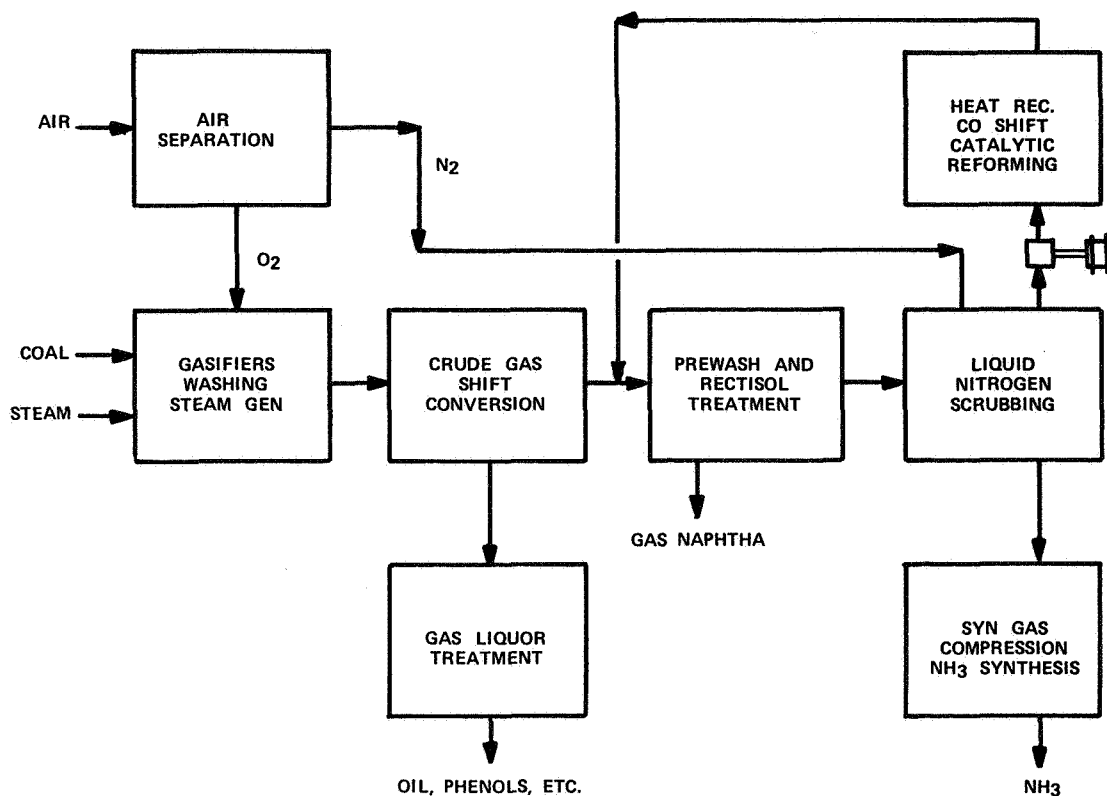 AIR
AIR
SEPARATION
N2
O2
HEAT REC.
CO SHIFT
CATALYTIC
REFORMING
COAL
STEAM
GASIFIERS
WASHING
STEAM GEN
CRUDE GAS
SHIFT
CONVERSION
PREWASH AND
RECTISOL
TREATMENT
LIQUID
NITROGEN
SCRUBBING
GAS NAPHTHA
GAS LIQUOR
TREATMENT
SYN GAS
COMPRESSION
NH3 SYNTHESIS
OIL, PHENOLS, ETC.
NH3